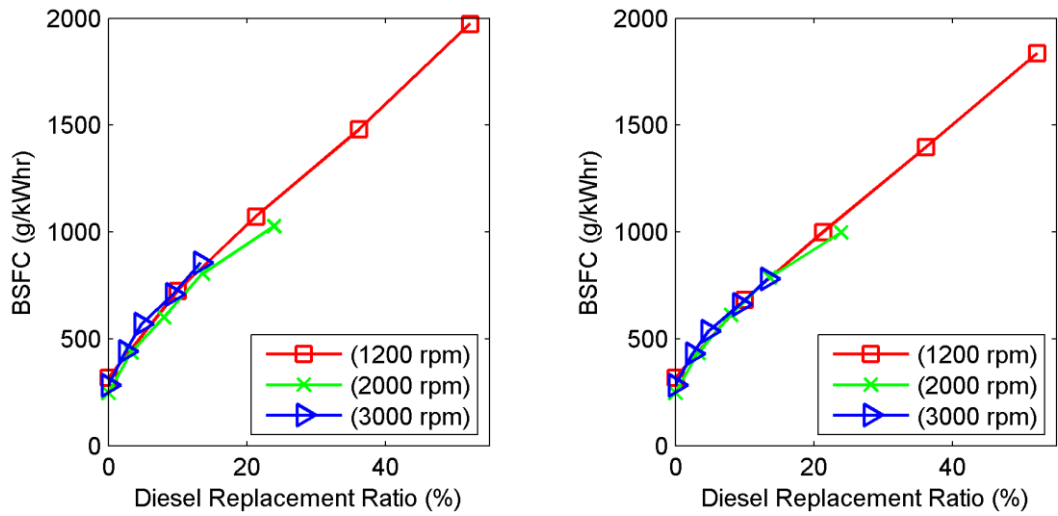 2000
1500
1000
500
0
BSFC (g/kWhr)
0
20
40
Diesel Replacement Ratio (%)
(1200 rpm)
(2000 rpm)
(3000 rpm)
2000
1500
1000
500
0
BSFC (g/kWhr)
0
20
40
Diesel Replacement Ratio (%)
(1200 rpm)
(2000 rpm)
(3000 rpm)